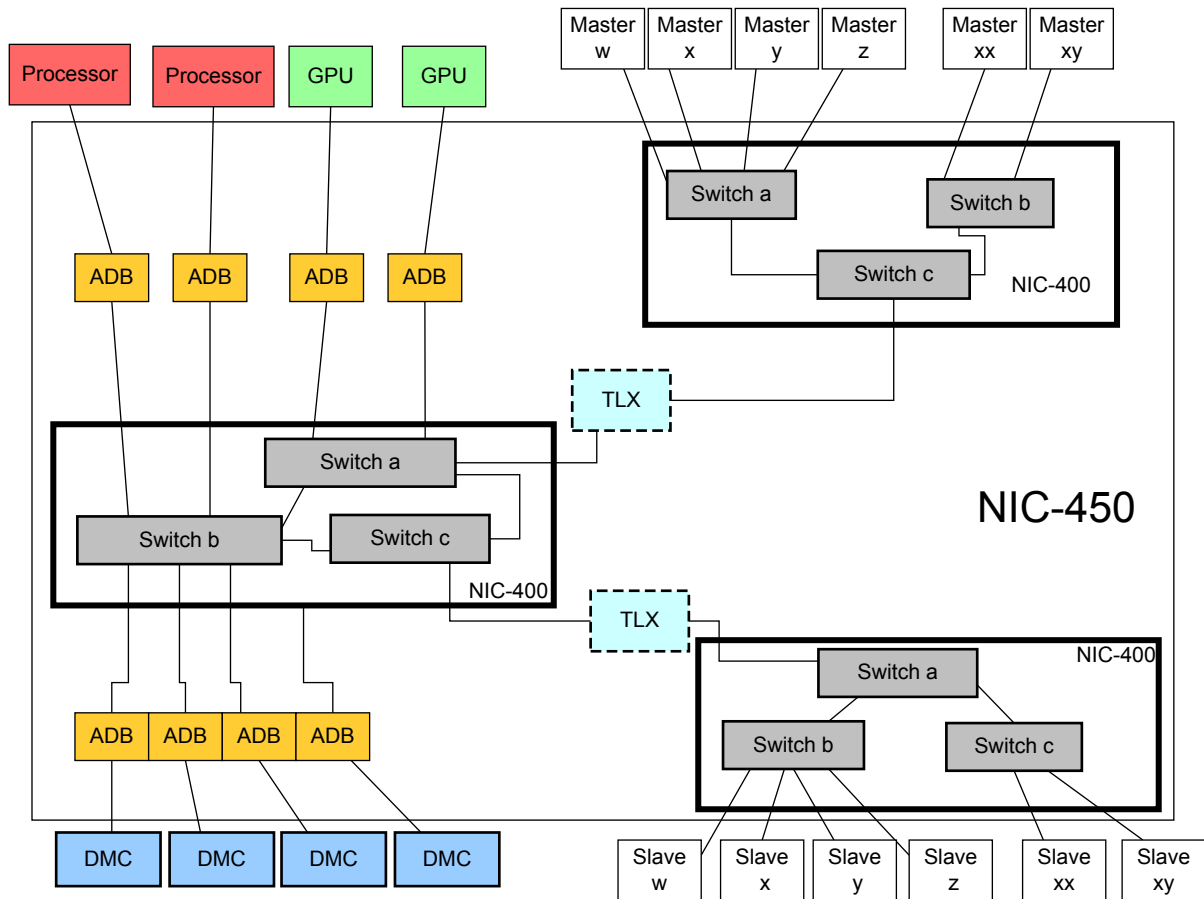 Master
w
Master
x
Master
y
Master
z
Master
xx
Master
xy
Processor
Processor
GPU
GPU
Switch a
Switch b
Switch c
NIC-400
ADB
ADB
ADB
ADB
TLX
Switch a
Switch b
Switch c
NIC-400
NIC-450
TLX
NIC-400
Switch a
Switch b
Switch c
ADB
ADB
ADB
ADB
DMC
DMC
DMC
DMC
Slave
w
Slave
x
Slave
y
Slave
z
Slave
xx
Slave
xy